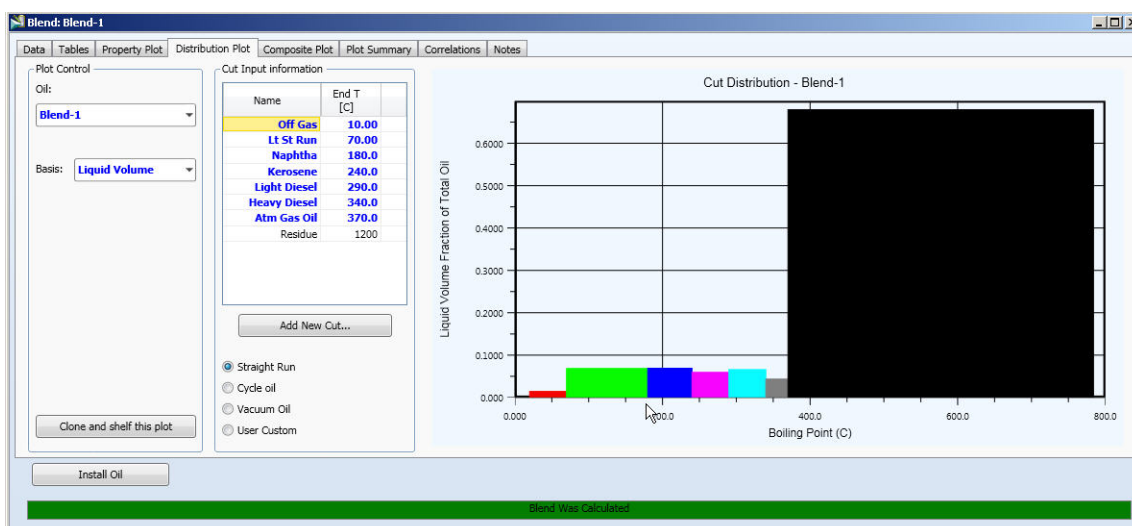 Blend: Blend-1
Data Tables Property Plot Distribution Plot Composite Plot Plot Summary Correlations Notes
Plot Control
Oil:
Blend-1
Basis: Liquid Volume
Clone and shelf this plot
Cut Input information
Name End T [C]
Off Gas 10.00
Lt St Run 70.00
Naphtha 180.0
Kerosene 240.0
Light Diesel 290.0
Heavy Diesel 340.0
Atm Gas Oil 370.0
Residue 1200
Add New Cut...
Straight Run
Cycle oil
Vacuum Oil
User Custom
Cut Distribution - Blend-1
Liquid Volume Fraction of Total Oil
0.6000
0.5000
0.4000
0.3000
0.2000
0.1000
0.000
0.000 400.0 600.0 800.0
Boiling Point (C)
Install Oil
Blend Was Calculated